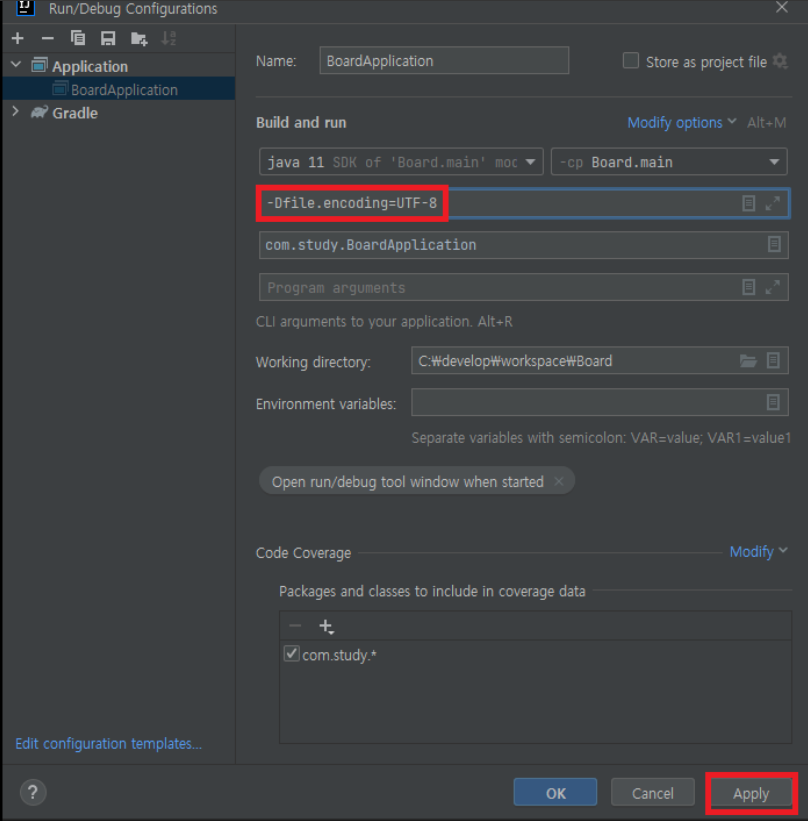 Run/Debug Configurations
Application
BoardApplication
Gradle
Name: BoardApplication Store as project file
Build and run Modify options Alt+M
java 11 SDK of 'Board.main' moc -cp Board.main
-Dfile.encoding=UTF-8
com.study.BoardApplication
Program arguments
CLI arguments to your application. Alt+R
Working directory: C:₩develop₩workspace₩Board
Environment variables:
Separate variables with semicolon: VAR=value; VAR1=value1
Open run/debug tool window when started
Code Coverage Modify
Packages and classes to include in coverage data
com.study.*
Edit configuration templates...
? OK Cancel Apply